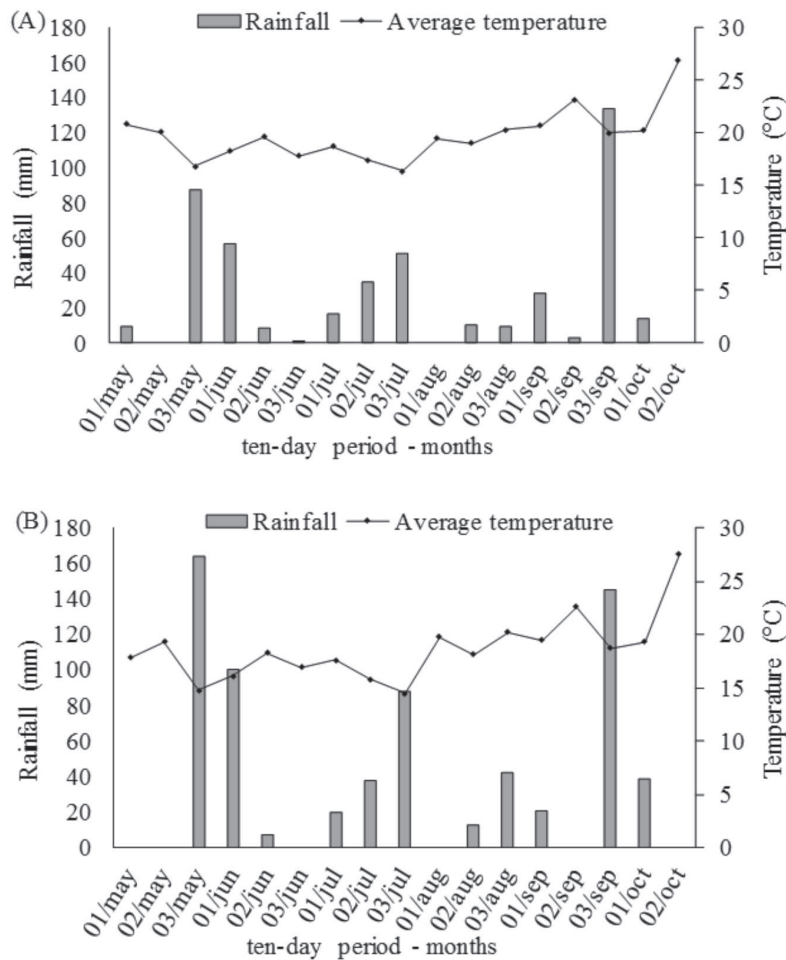 (A)
Rainfall Average temperature
180
160
140
120
100
80
60
40
20
0
Rainfall (mm)
30
25
20
15
10
5
0
Temperature (°C)
01/may
02/may
03/may
01/jun
02/jun
03/jun
01/jul
02/jul
03/jul
01/aug
02/aug
03/aug
01/sep
02/sep
03/sep
01/oct
02/oct
ten-day period - months
(B)
Rainfall Average temperature
180
160
140
120
100
80
60
40
20
0
Rainfall (mm)
30
25
20
15
10
5
0
Temperature (°C)
01/may
02/may
03/may
01/jun
02/jun
03/jun
01/jul
02/jul
03/jul
01/aug
02/aug
03/aug
01/sep
02/sep
03/sep
01/oct
02/oct
ten-day period - months